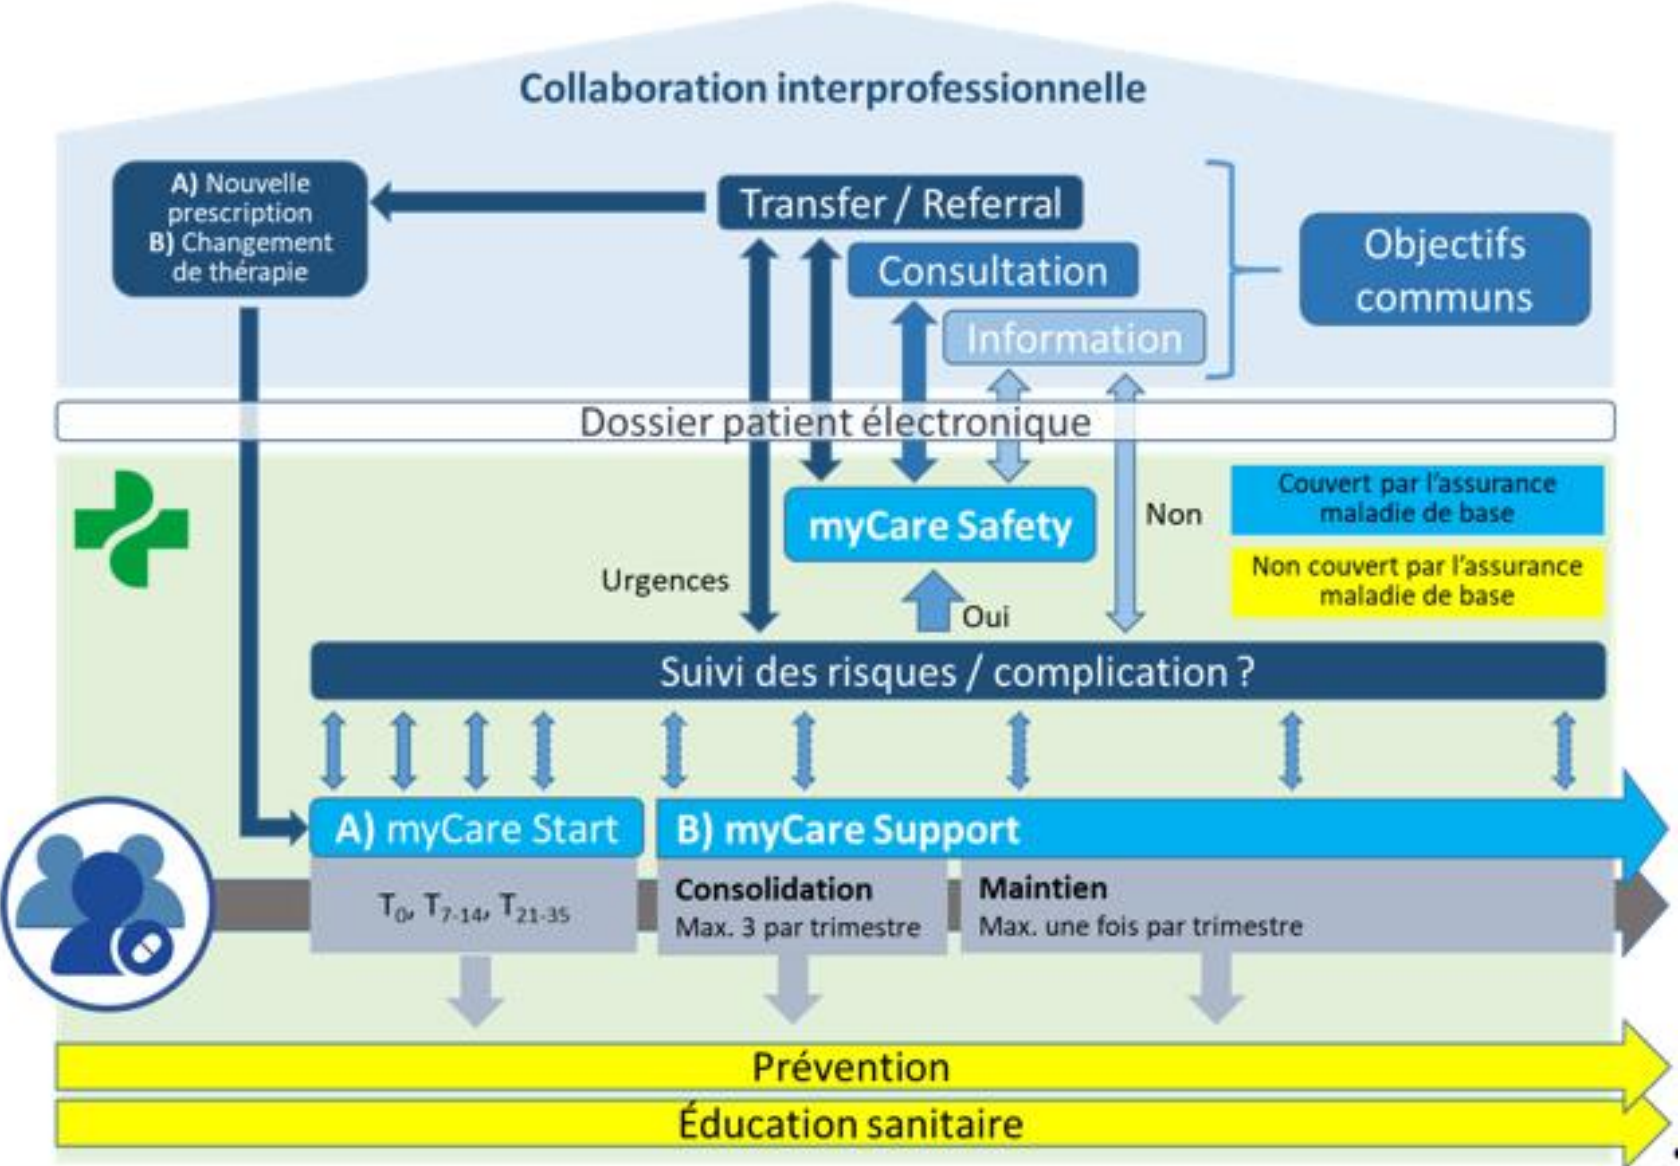 Collaboration interprofessionnelle
A) Nouvelle
prescription
B) Changement
de thérapie
Transfer / Referral
Consultation
Information
Objectifs
communs
Dossier patient électronique
myCare Safety
Non
Couvert par l'assurance
maladie de base
Non couvert par l'assurance
maladie de base
Urgences
Oui
Suivi des risques / complication ?
A) myCare Start
B) myCare Support
T0, T7-14, T21-35
Consolidation
Max. 3 par trimestre
Maintien
Max. une fois par trimestre
Prévention
Éducation sanitaire